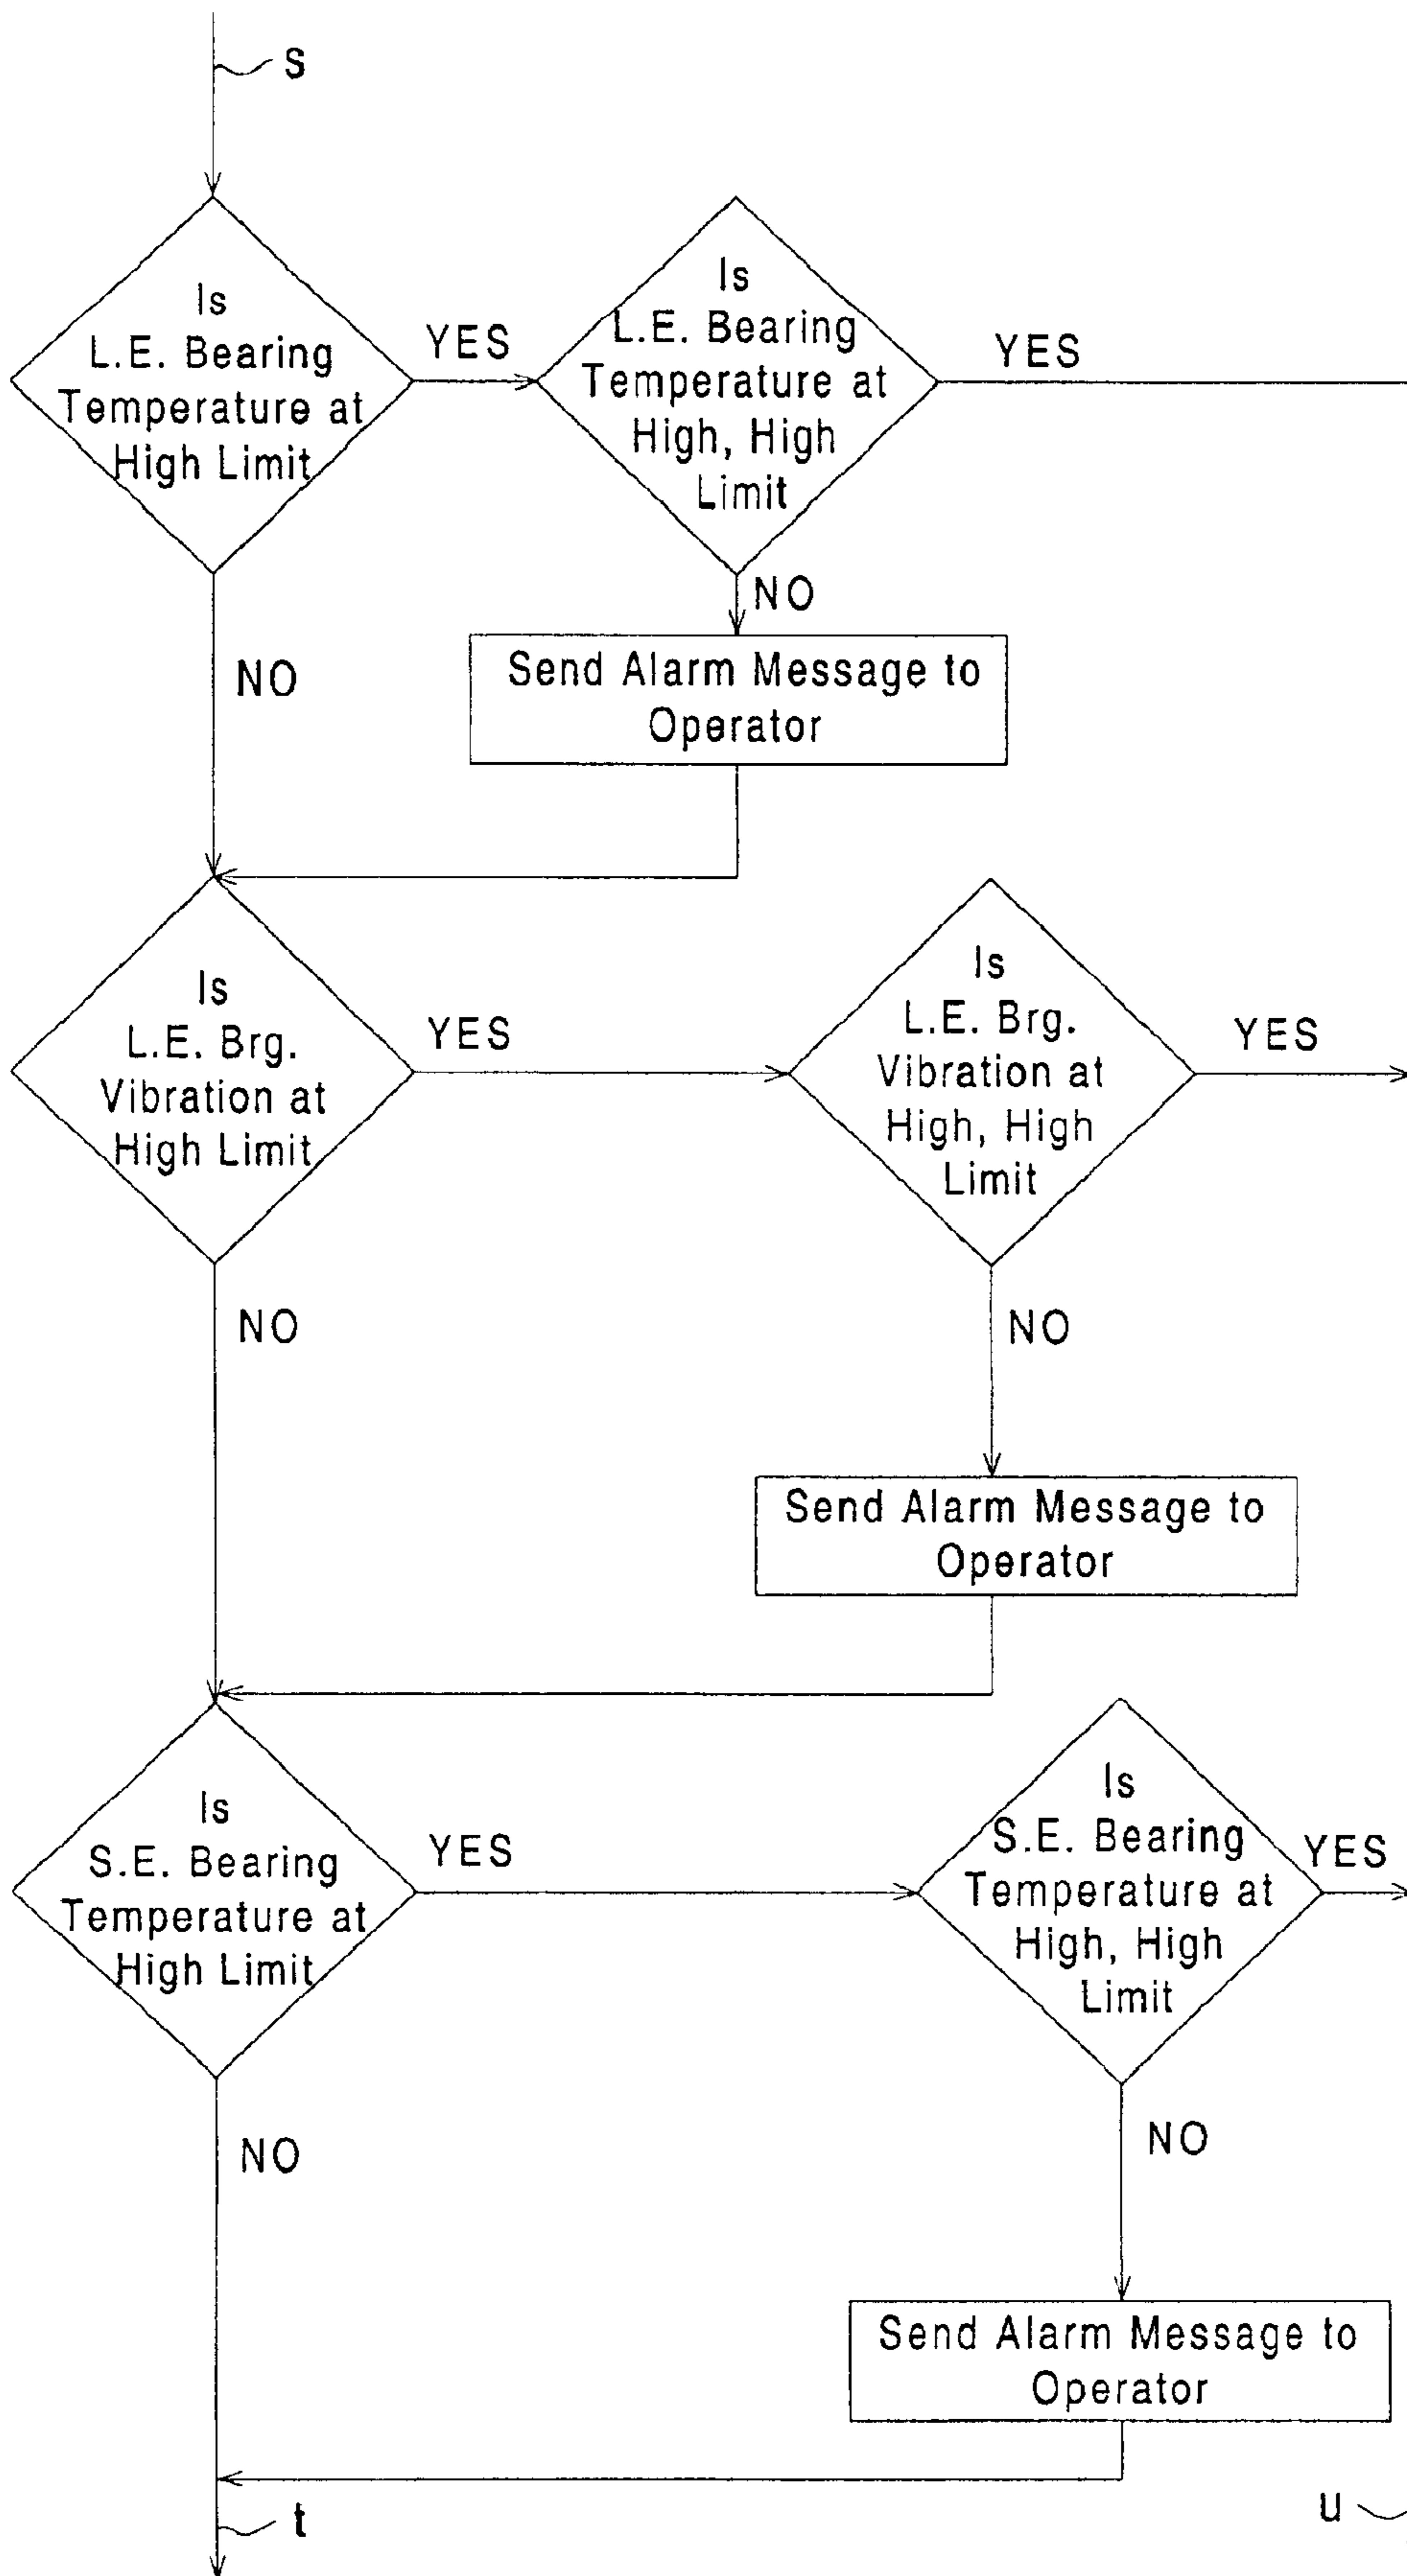 s
Is
L.E. Bearing
Temperature at
High Limit
YES
Is
L.E. Bearing
Temperature at
High, High
Limit
YES
NO
NO
Send Alarm Message to
Operator
Is
L.E. Brg.
Vibration at
High Limit
YES
Is
L.E. Brg.
Vibration at
High, High
Limit
YES
NO
NO
Send Alarm Message to
Operator
Is
S.E. Bearing
Temperature at
High Limit
YES
Is
S.E. Bearing
Temperature at
High, High
Limit
YES
NO
NO
Send Alarm Message to
Operator
t
u